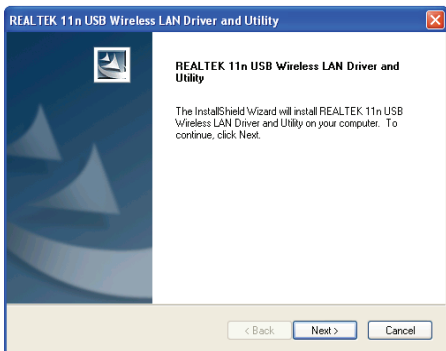 REALTEK 11n USB Wireless LAN Driver and Utility
REALTEK 11n USB Wireless LAN Driver and
Utility
The InstallShield Wizard will install REALTEK 11n USB
Wireless LAN Driver and Utility on your computer. To
continue, click Next.
< Back Next > Cancel